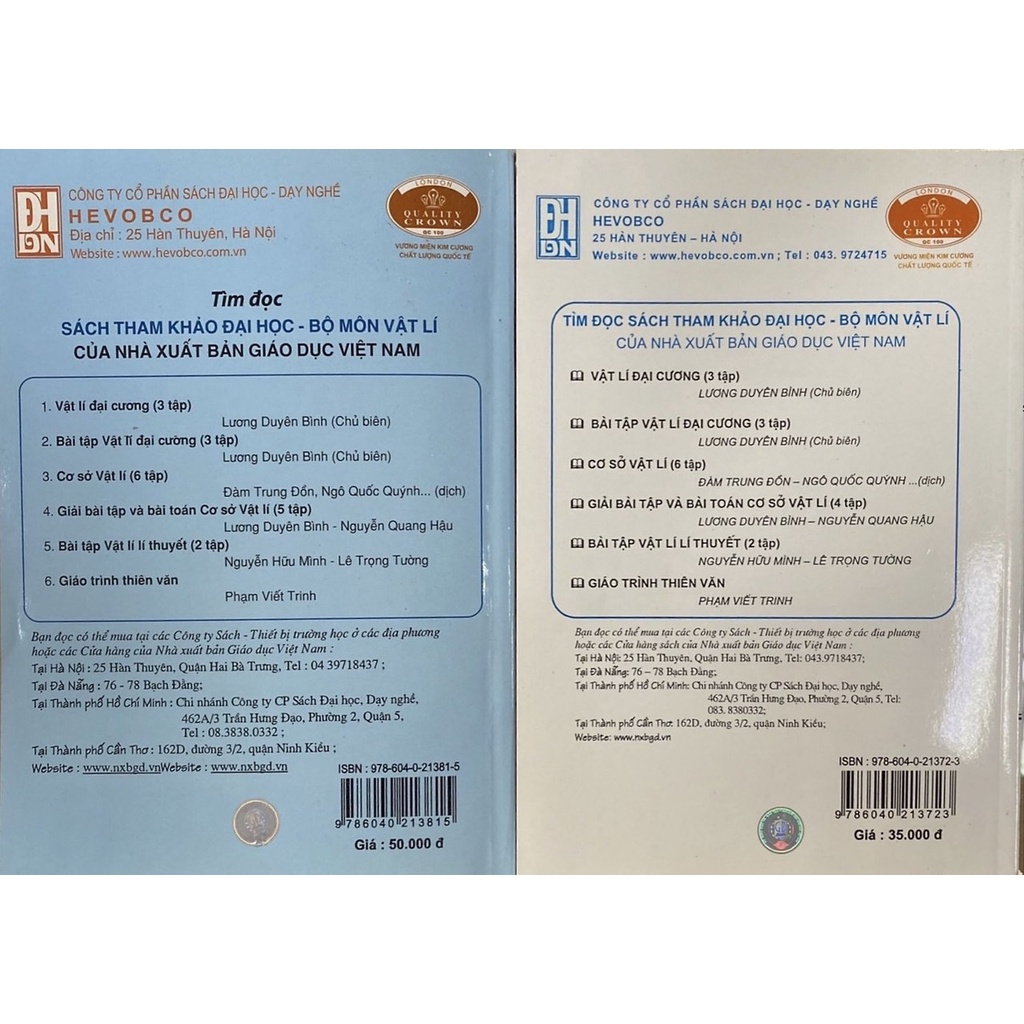 ĐH
DN
CÔNG TY CỔ PHẦN SÁCH ĐẠI HỌC - DẠY NGHỀ
HEVOBCO
Địa chỉ : 25 Hàn Thuyên, Hà Nội
Website : www.hevobco.com.vn
LONDON
QUALITY
CROWN
QC 100
VƯƠNG MIỆN KIM CƯƠNG
CHẤT LƯỢNG QUỐC TẾ
Tìm đọc
SÁCH THAM KHẢO ĐẠI HỌC - BỘ MÔN VẬT LÍ
CỦA NHÀ XUẤT BẢN GIÁO DỤC VIỆT NAM
1. Vật lí đại cương (3 tập)
Lương Duyên Bình (Chủ biên)
2. Bài tập Vật lí đại cường (3 tập)
Lương Duyên Bình (Chủ biên)
3. Cơ sở Vật lí (6 tập)
Đàm Trung Đồn, Ngô Quốc Quýnh... (dịch)
4. Giải bài tập và bài toán Cơ sở Vật lí (5 tập)
Lương Duyên Bình - Nguyễn Quang Hậu
5. Bài tập Vật lí lí thuyết (2 tập)
Nguyễn Hữu Mình - Lê Trọng Tường
6. Giáo trình thiên văn
Phạm Viết Trinh
Bạn đọc có thể mua tại các Công ty Sách - Thiết bị trường học ở các địa phương
hoặc các Cửa hàng của Nhà xuất bản Giáo dục Việt Nam :
Tại Hà Nội : 25 Hàn Thuyên, Quận Hai Bà Trưng, Tel : 04 39718437 ;
Tại Đà Nẵng : 76 - 78 Bạch Đằng;
Tại Thành phố Hồ Chí Minh : Chi nhánh Công ty CP Sách Đại học, Dạy nghề,
462A/3 Trần Hưng Đạo, Phường 2, Quận 5,
Tel : 08.3838.0332 ;
Tại Thành phố Cần Thơ : 162D, đường 3/2, quận Ninh Kiều ;
Website : www.nxbgd.vnWebsite : www.nxbgd.vn
ISBN : 978-604-0-21381-5
9 786040 213815
Giá : 50.000 đ
ĐH
DN
CÔNG TY CỔ PHẦN SÁCH ĐẠI HỌC - DẠY NGHỀ
HEVOBCO
25 HÀN THUYÊN – HÀ NỘI
Website : www.hevobco.com.vn ; Tel : 043. 9724715
LONDON
QUALITY
CROWN
QC 100
VƯƠNG MIỆN KIM CƯƠNG
CHẤT LƯỢNG QUỐC TẾ
TÌM ĐỌC SÁCH THAM KHẢO ĐẠI HỌC - BỘ MÔN VẬT LÍ
CỦA NHÀ XUẤT BẢN GIÁO DỤC VIỆT NAM
VẬT LÍ ĐẠI CƯƠNG (3 tập)
LƯƠNG DUYÊN BÌNH (Chủ biên)
BÀI TẬP VẬT LÍ ĐẠI CƯƠNG (3 tập)
LƯƠNG DUYÊN BÌNH (Chủ biên)
CƠ SỞ VẬT LÍ (6 tập)
ĐÀM TRUNG ĐỒN – NGÔ QUỐC QUÝNH ...(dịch)
GIẢI BÀI TẬP VÀ BÀI TOÁN CƠ SỞ VẬT LÍ (4 tập)
LƯƠNG DUYÊN BÌNH – NGUYỄN QUANG HẬU
BÀI TẬP VẬT LÍ LÍ THUYẾT (2 tập)
NGUYỄN HỮU MÌNH – LÊ TRỌNG TƯỜNG
GIÁO TRÌNH THIÊN VĂN
PHẠM VIẾT TRINH
Bạn đọc có thể mua tại các Công ty Sách - Thiết bị trường học ở các địa phương
hoặc các Cửa hàng sách của Nhà xuất bản Giáo dục Việt Nam :
Tại Hà Nội: 25 Hàn Thuyên, Quận Hai Bà Trưng, Tel: 043.9718437 ;
Tại Đà Nẵng: 76 – 78 Bạch Đằng;
Tại Thành phố Hồ Chí Minh: Chi nhánh Công ty CP Sách Đại học, Dạy nghề,
462A/3 Trần Hưng Đạo, Phường 2, Quận 5, Tel:
083. 8380332;
Tại Thành phố Cần Thơ: 162D, đường 3/2, quận Ninh Kiều;
Website: www.nxbgd.vn
ISBN : 978-604-0-21372-3
9 786040 213723
Giá : 35.000 đ